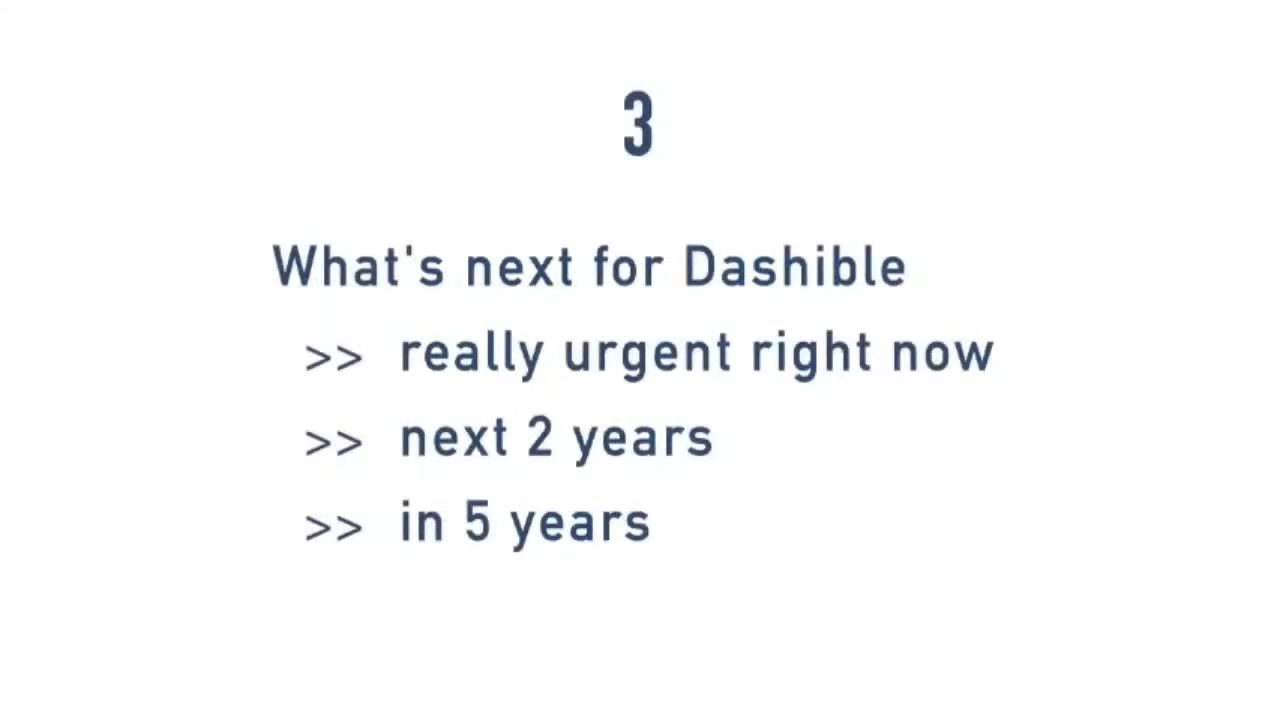 3
What's next for Dashible
>> really urgent right now
>> next 2 years
>> in 5 years